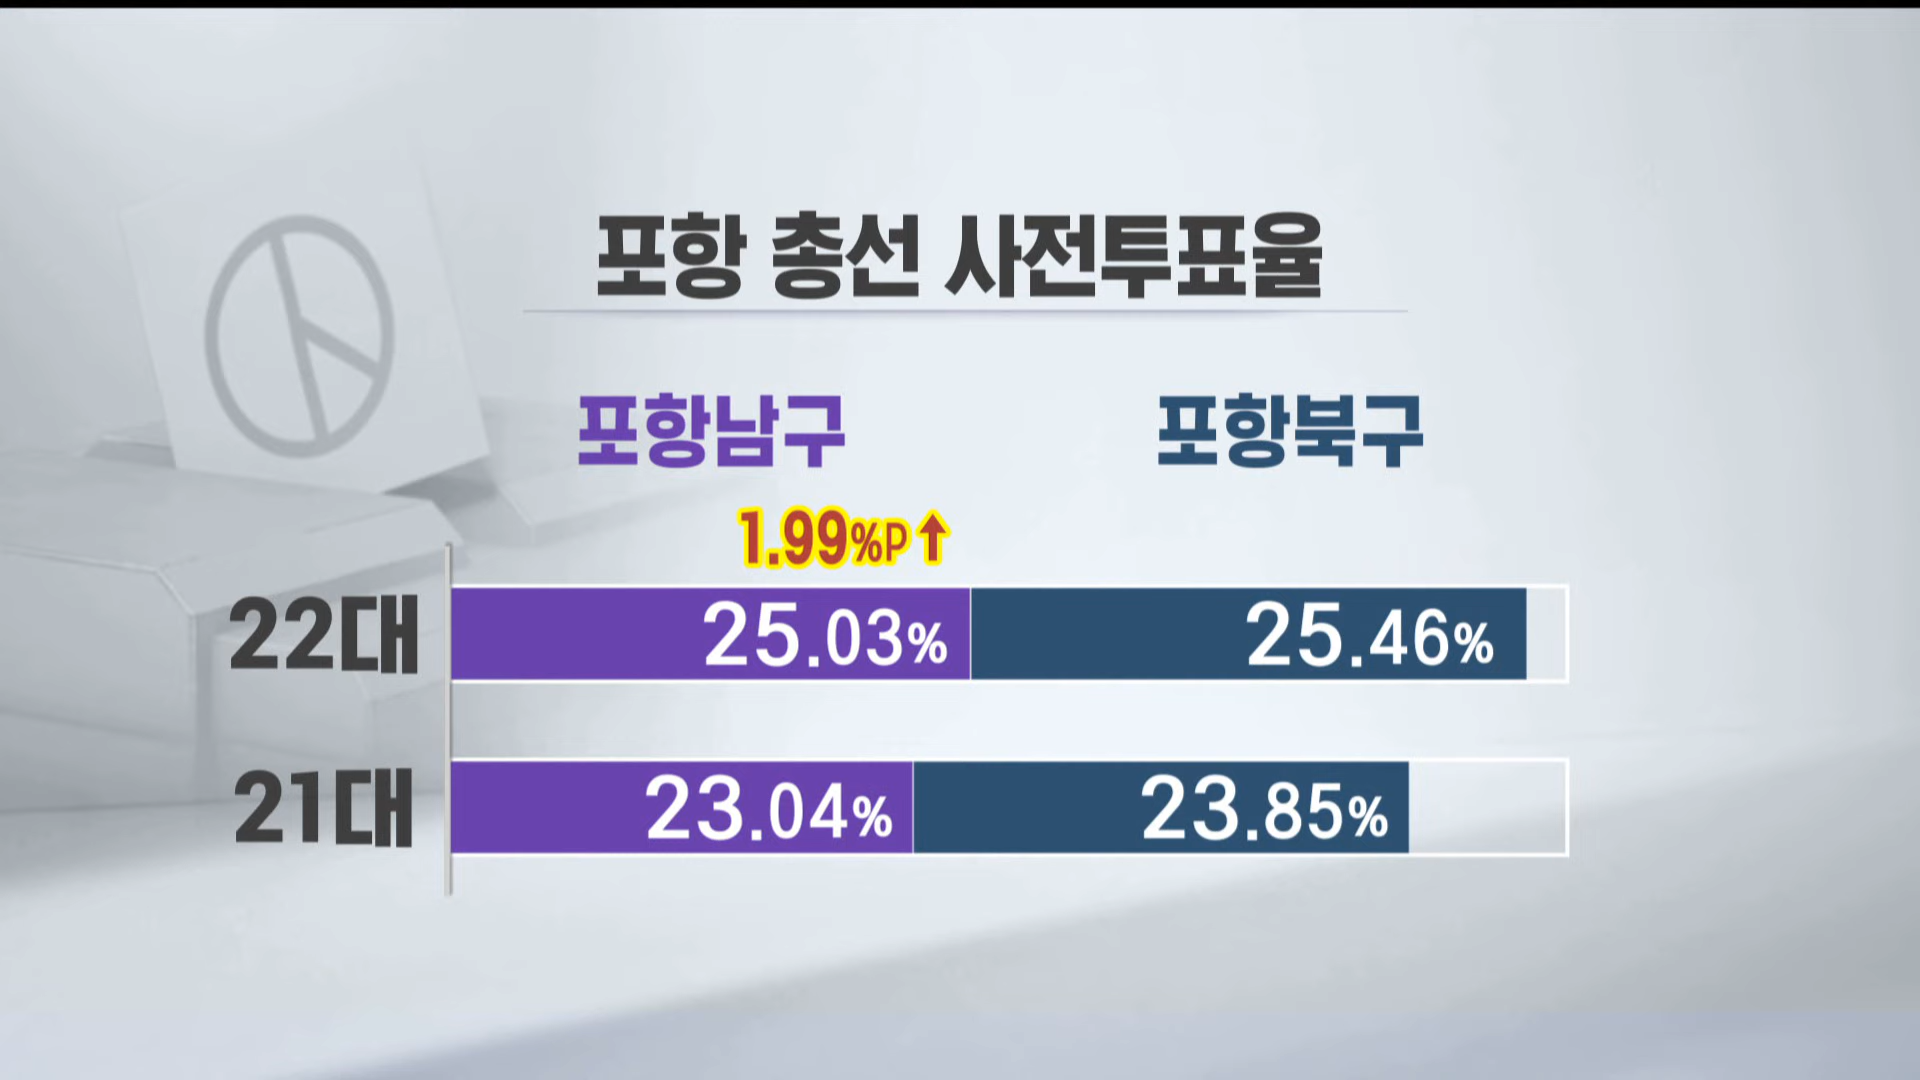 포항 총선 사전투표율
포항남구 포항북구
1.99%P↑
22대 25.03% 25.46%
21대 23.04% 23.85%